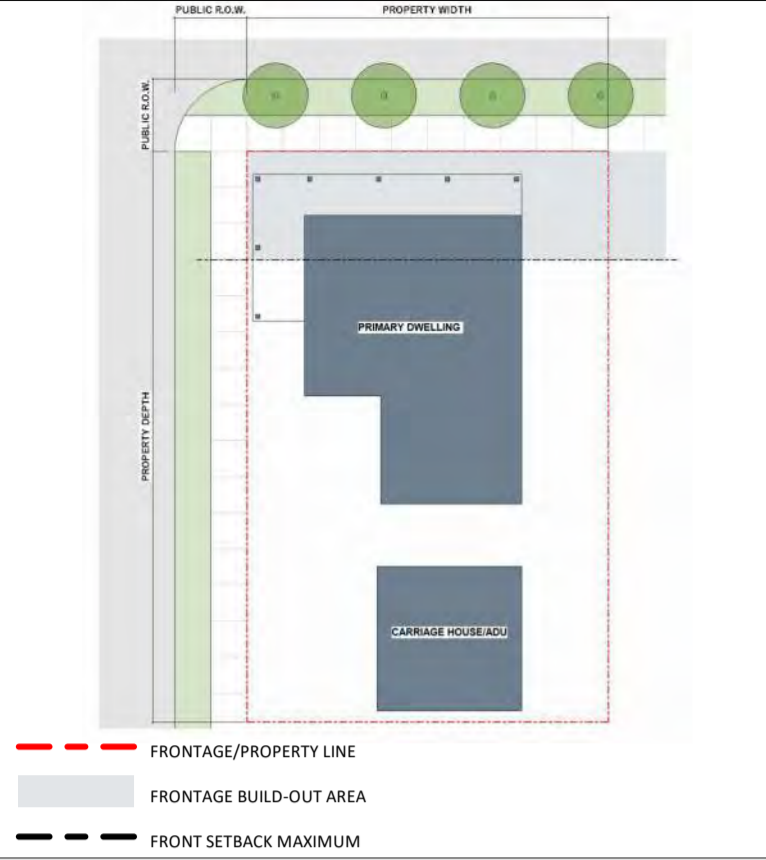 PUBLIC R.O.W.
PROPERTY WIDTH
PUBLIC R.O.W.
PROPERTY DEPTH
PRIMARY DWELLING
CARRIAGE HOUSE/ADU
FRONTAGE/PROPERTY LINE
FRONTAGE BUILD-OUT AREA
FRONT SETBACK MAXIMUM